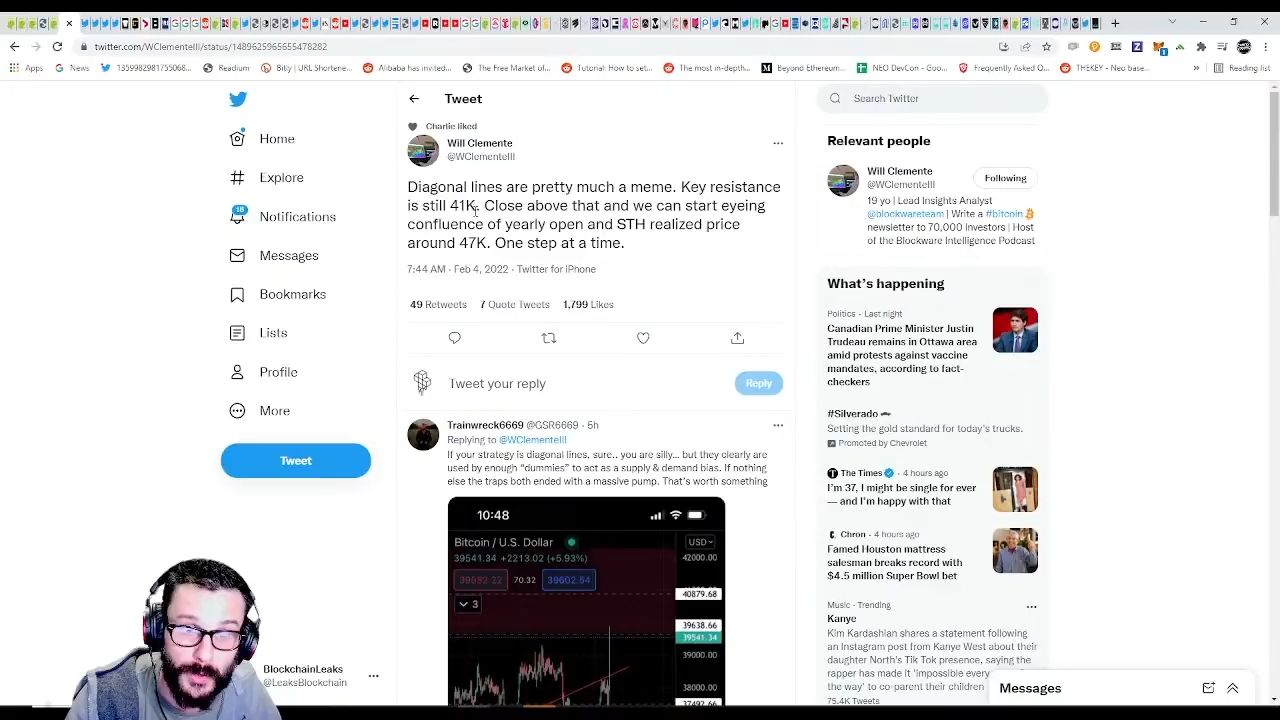 twitter.com/WClementeIII/status/1489625965655478282
Apps
News
1359982981755068...
Readium
Bitly | URL Shortene...
Alibaba has invited...
The Free Market of...
Tutorial: How to set...
The most in-depth...
Beyond Ethereum...
NEO DevCon - Goo...
Frequently Asked Q...
THEKEY - Neo base...
»
Reading list
Home
Explore
18
Notifications
Messages
Bookmarks
Lists
Profile
More
Tweet
BlockchainLeaks
@LeaksBlockchain
Tweet
Charlie liked
Will Clemente
@WClementeIII
Diagonal lines are pretty much a meme. Key resistance
is still 41K. Close above that and we can start eyeing
confluence of yearly open and STH realized price
around 47K. One step at a time.
7:44 AM · Feb 4, 2022 · Twitter for iPhone
49 Retweets 7 Quote Tweets 1,799 Likes
Tweet your reply
Reply
Trainwreck6669 @GSR6669 · 5h
Replying to @WClementeIII
If your strategy is diagonal lines, sure.. you are silly... but they clearly are
used by enough “dummies” to act as a supply & demand bias. If nothing
else the traps both ended with a massive pump. That's worth something
10:48
Bitcoin / U.S. Dollar
USD
39541.34 +2213.02 (+5.93%)
42000.00
70.32
39602.54
40879.68
3
39638.66
39541.34
39000.00
38000.00
37492.66
Search Twitter
Relevant people
Will Clemente
@WClementeIII
Following
19 yo | Lead Insights Analyst
@blockwareteam | Write a #bitcoin
newsletter to 70,000 Investors | Host
of the Blockware Intelligence Podcast
What's happening
Politics · Last night
Canadian Prime Minister Justin
Trudeau remains in Ottawa area
amid protests against vaccine
mandates, according to fact-
checkers
#Silverado
Setting the gold standard for today's trucks.
Promoted by Chevrolet
The Times · 4 hours ago
I'm 37, I might be single for ever
— and I'm happy with that
Chron · 4 hours ago
Famed Houston mattress
salesman breaks record with
$4.5 million Super Bowl bet
Music · Trending
Kanye
Kim Kardashian shares a statement following
an Instagram post from Kanye West about their
daughter North's Tik Tok presence, saying the
rapper has made it 'impossible every
the way' to co-parent their children
75.4K Tweets
Messages